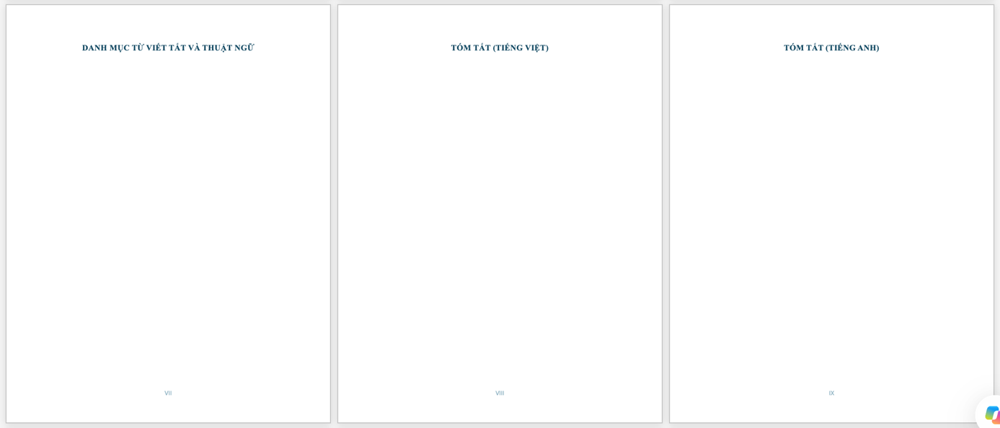 DANH MỤC TỪ VIẾT TẮT VÀ THUẬT NGỮ
VII
TÓM TẮT (TIẾNG VIỆT)
VIII
TÓM TẮT (TIẾNG ANH)
IX